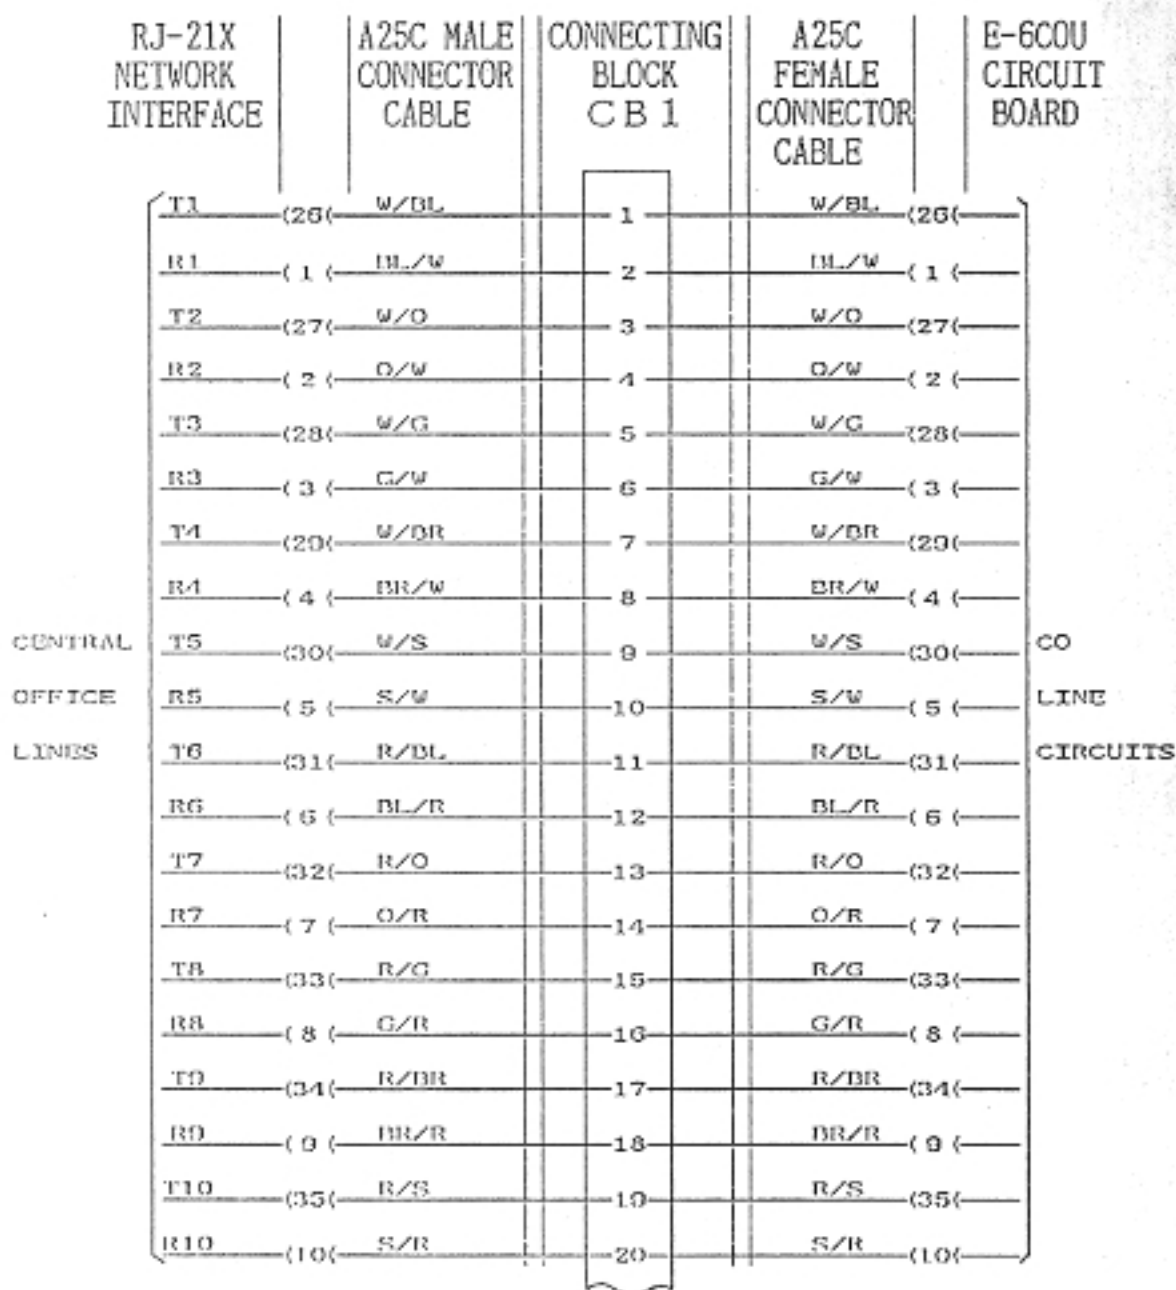 RJ-21X NETWORK INTERFACE
A25C MALE CONNECTOR CABLE
CONNECTING BLOCK CB1
A25C FEMALE CONNECTOR CABLE
E-6COU CIRCUIT BOARD
T1 (26( W/BL 1 W/BL (26(
R1 ( 1 ( BL/W 2 BL/W ( 1 (
T2 (27( W/O 3 W/O (27(
R2 ( 2 ( O/W 4 O/W ( 2 (
T3 (28( W/G 5 W/G (28(
R3 ( 3 ( G/W 6 G/W ( 3 (
T4 (29( W/BR 7 W/BR (29(
R4 ( 4 ( BR/W 8 BR/W ( 4 (
CENTRAL T5 (30( W/S 9 W/S (30( CO
OFFICE R5 ( 5 ( S/W 10 S/W ( 5 ( LINE
LINES T6 (31( R/BL 11 R/BL (31( CIRCUITS
R6 ( 6 ( BL/R 12 BL/R ( 6 (
T7 (32( R/O 13 R/O (32(
R7 ( 7 ( O/R 14 O/R ( 7 (
T8 (33( R/G 15 R/G (33(
R8 ( 8 ( G/R 16 G/R ( 8 (
T9 (34( R/BR 17 R/BR (34(
R9 ( 9 ( BR/R 18 BR/R ( 9 (
T10 (35( R/S 19 R/S (35(
R10 (10( S/R 20 S/R (10(